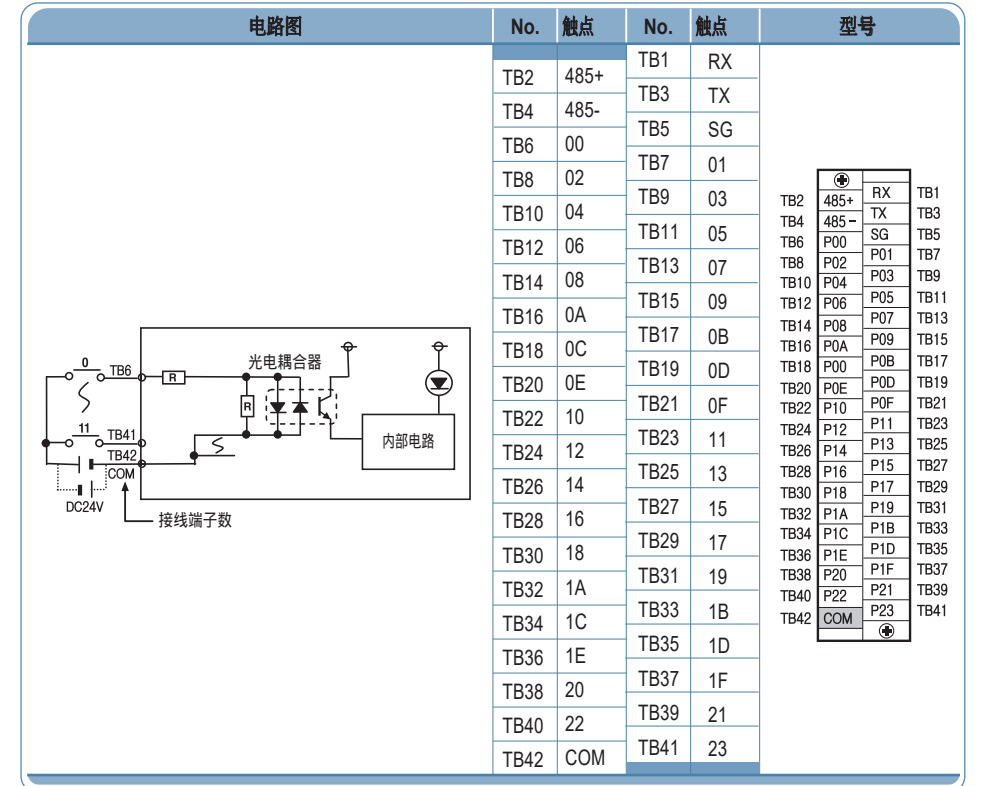 电路图 No. 触点 No. 触点 型号
TB2 485+
TB4 485-
TB6 00
TB8 02
TB10 04
TB12 06
TB14 08
TB16 0A
TB18 0C
TB20 0E
TB22 10
TB24 12
TB26 14
TB28 16
TB30 18
TB32 1A
TB34 1C
TB36 1E
TB38 20
TB40 22
TB42 COM
TB1 RX
TB3 TX
TB5 SG
TB7 01
TB9 03
TB11 05
TB13 07
TB15 09
TB17 0B
TB19 0D
TB21 0F
TB23 11
TB25 13
TB27 15
TB29 17
TB31 19
TB33 1B
TB35 1D
TB37 1F
TB39 21
TB41 23
光电耦合器
0 TB6 R
R
内部电路
11 TB41
TB42
COM
DC24V
接线端子数
TB2 485+ RX TB1
TB4 485- TX TB3
TB6 P00 SG TB5
TB8 P02 P01 TB7
TB10 P04 P03 TB9
TB12 P06 P05 TB11
TB14 P08 P07 TB13
TB16 P0A P09 TB15
TB18 P00 P0B TB17
TB20 P0E P0D TB19
TB22 P10 P0F TB21
TB24 P12 P11 TB23
TB26 P14 P13 TB25
TB28 P16 P15 TB27
TB30 P18 P17 TB29
TB32 P1A P19 TB31
TB34 P1C P1B TB33
TB36 P1E P1D TB35
TB38 P20 P1F TB37
TB40 P22 P21 TB39
TB42 COM P23 TB41